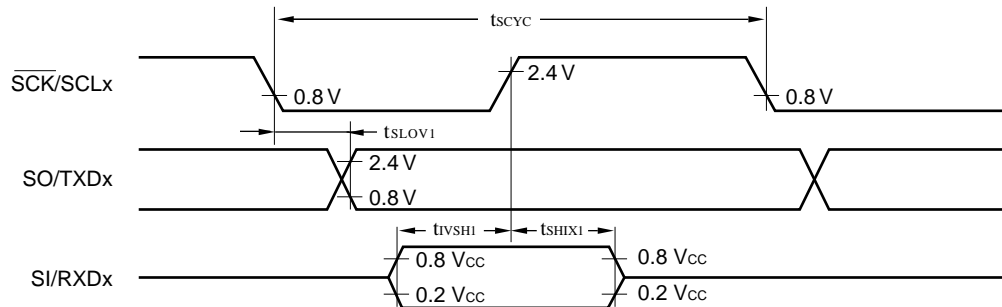 tSCYC
SCK/SCLx
2.4 V
0.8 V
0.8 V
tSLOV1
SO/TXDx
2.4 V
0.8 V
tIVSH1
tSHIX1
SI/RXDx
0.8 VCC
0.8 VCC
0.2 VCC
0.2 VCC